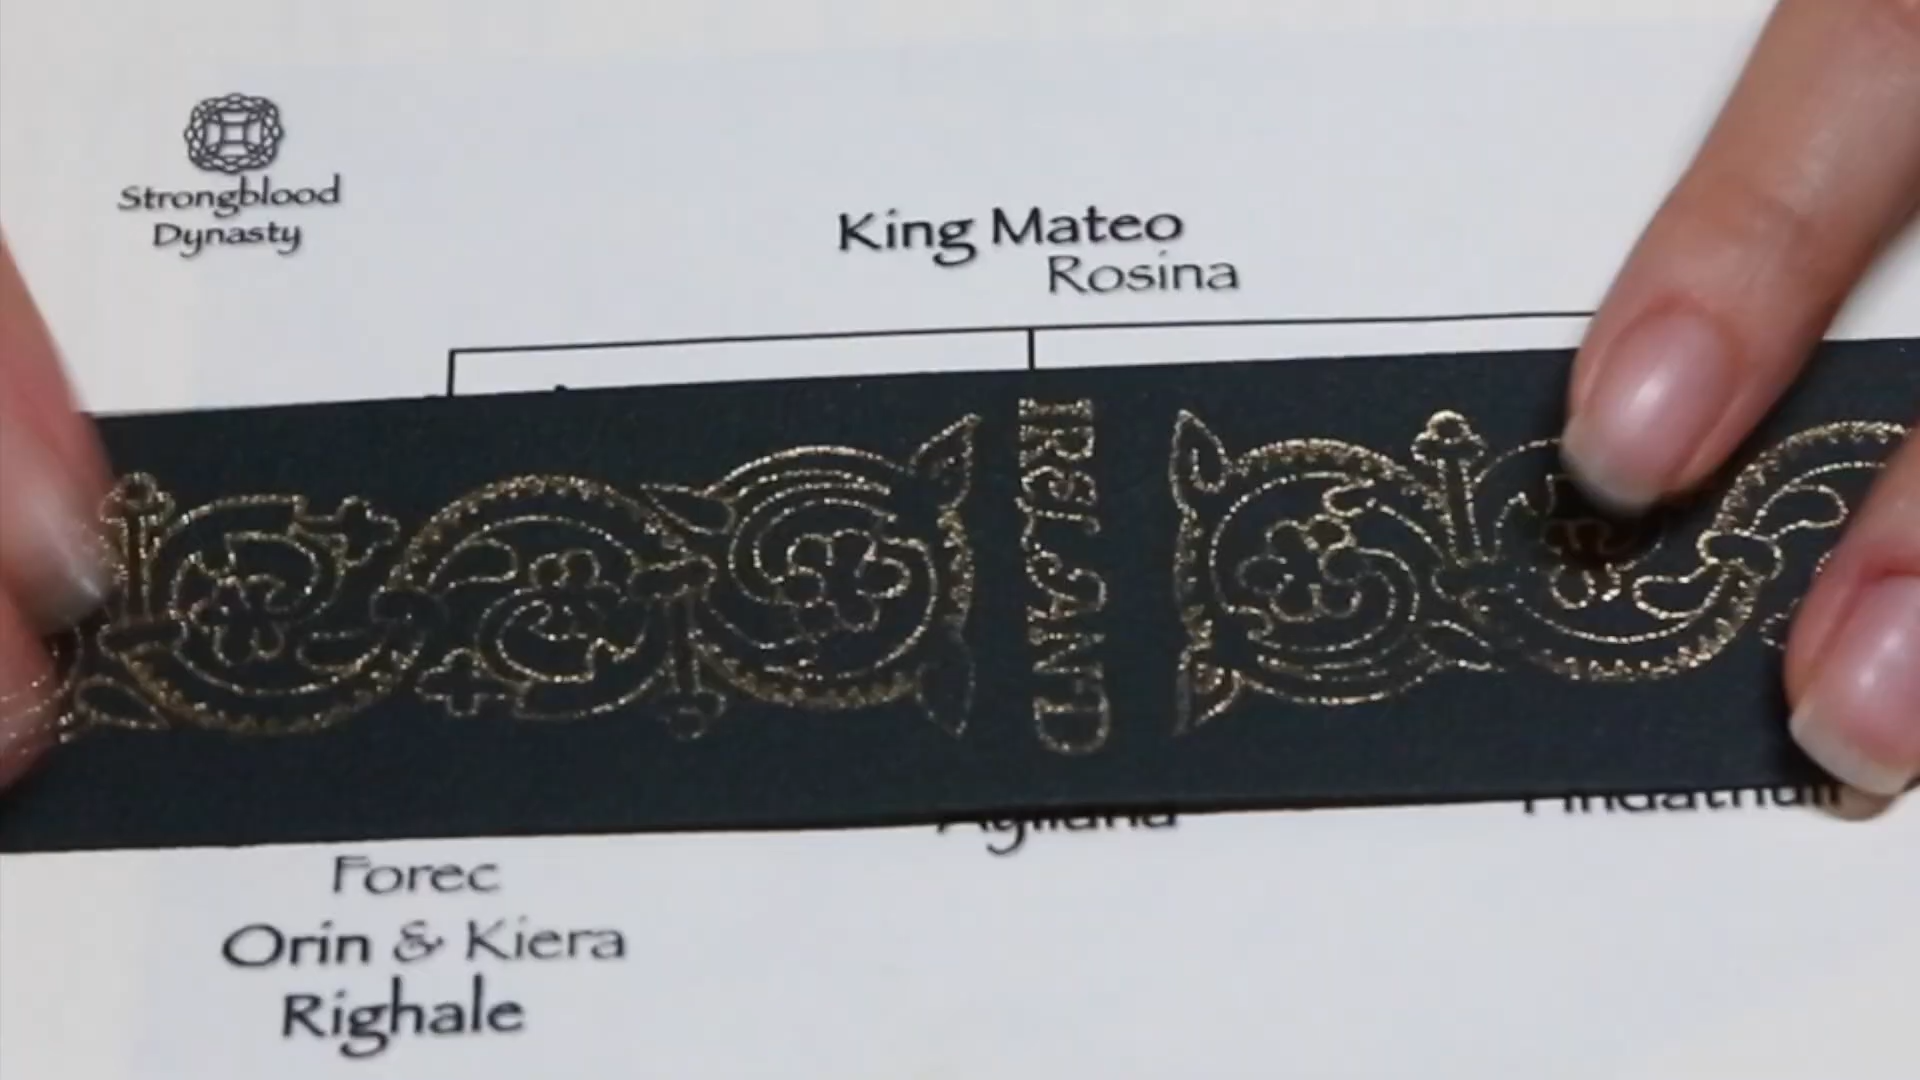 Strongblood
Dynasty
King Mateo
Rosina
IRELAND
Forec
Orin & Kiera
Righale